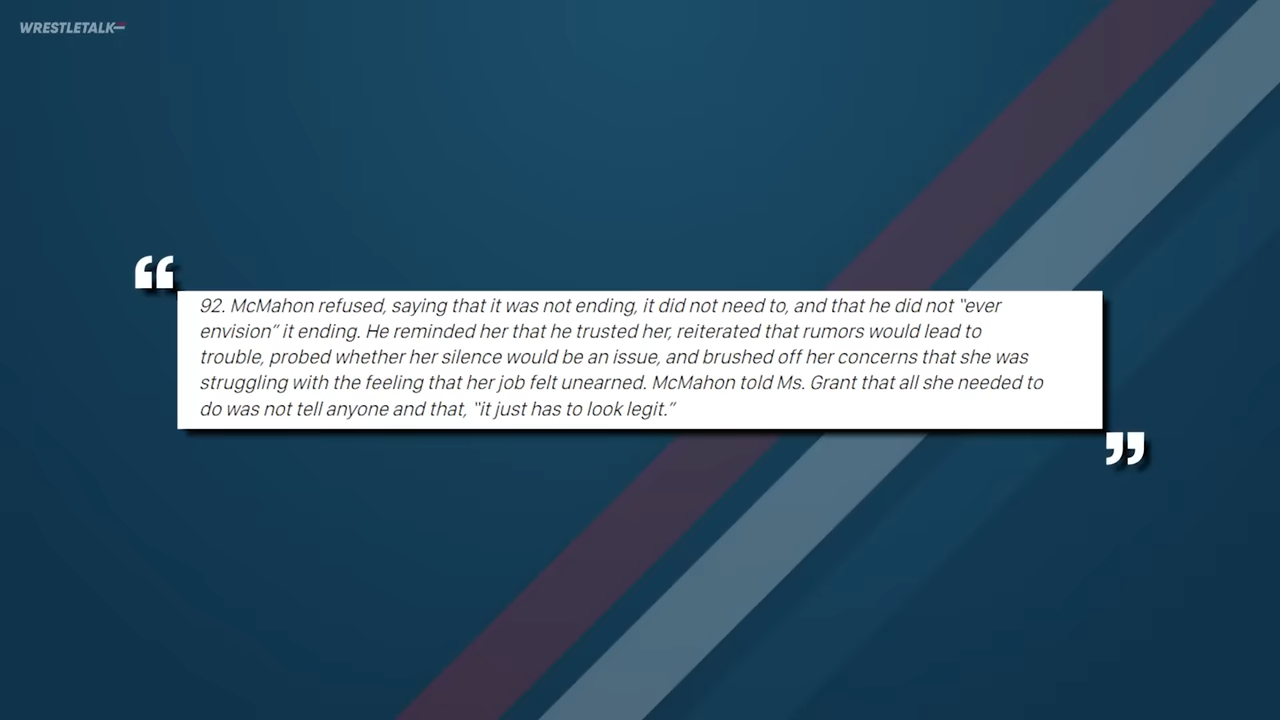 WRESTLETALK
“
92. McMahon refused, saying that it was not ending, it did not need to, and that he did not “ever
envision” it ending. He reminded her that he trusted her, reiterated that rumors would lead to
trouble, probed whether her silence would be an issue, and brushed off her concerns that she was
struggling with the feeling that her job felt unearned. McMahon told Ms. Grant that all she needed to
do was not tell anyone and that, “it just has to look legit.”
”